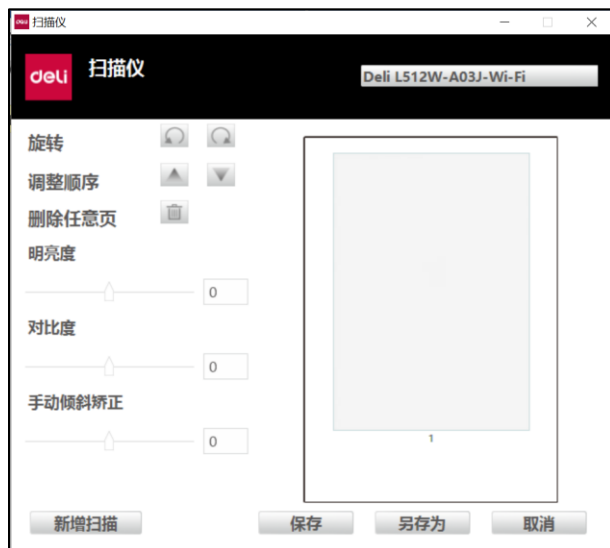 扫描仪
deli
扫描仪
Deli L512W-A03J-Wi-Fi
旋转
调整顺序
删除任意页
明亮度
0
对比度
0
手动倾斜矫正
0
1
新增扫描
保存
另存为
取消